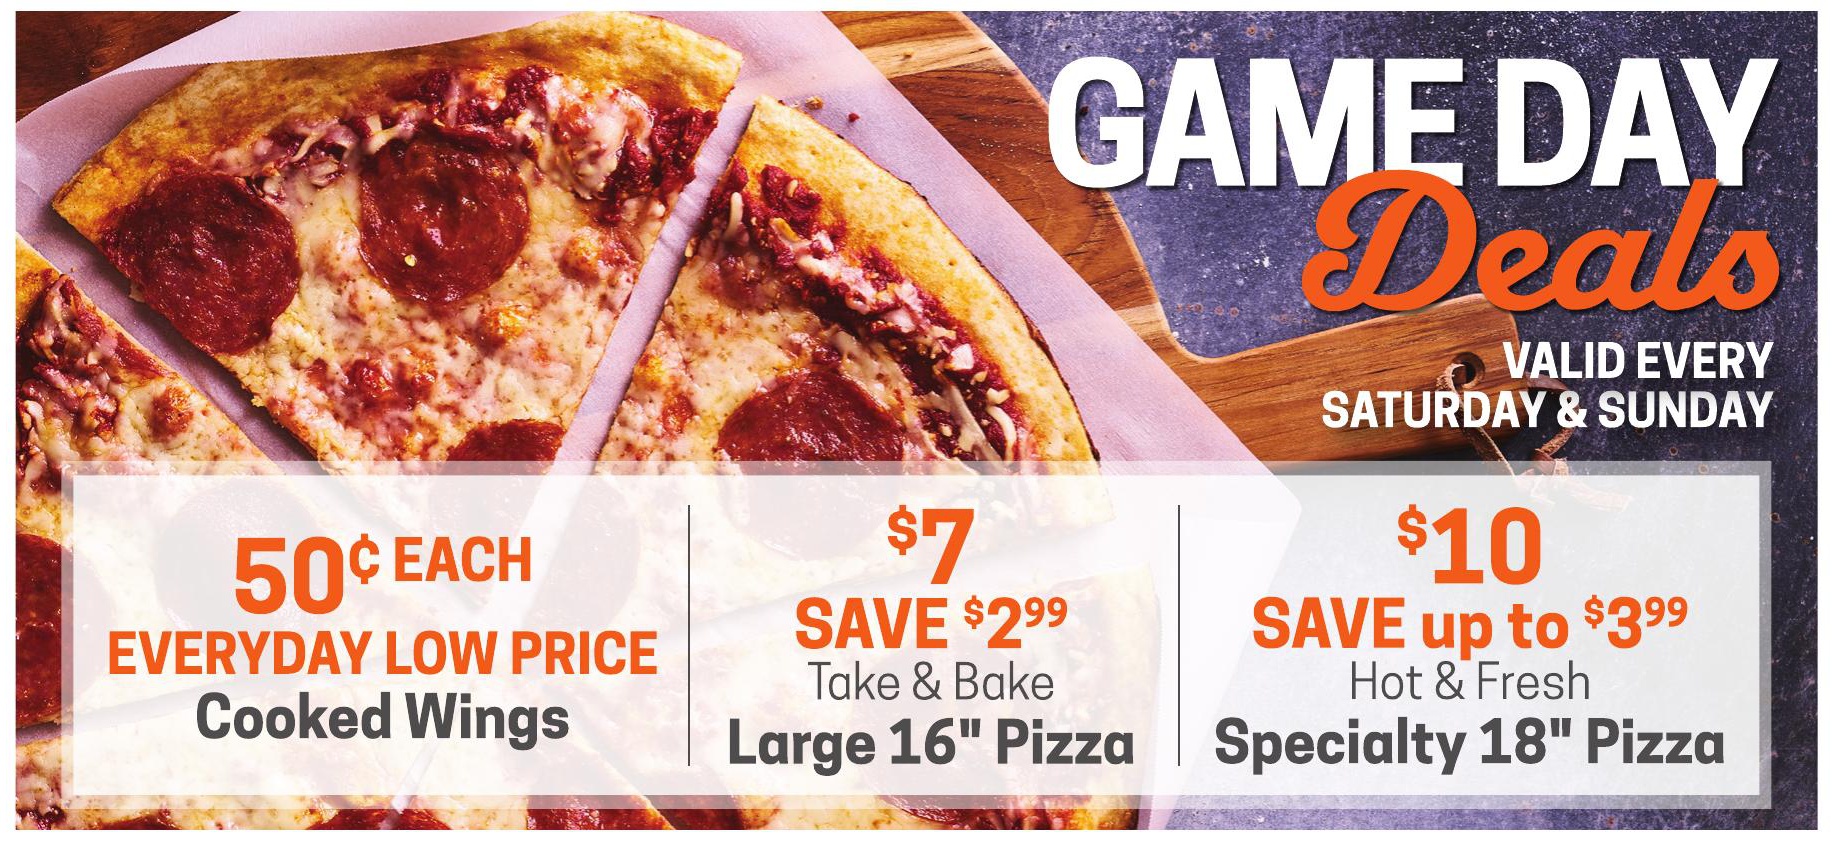 GAME DAY
Deals
VALID EVERY
SATURDAY & SUNDAY
50¢ EACH
EVERYDAY LOW PRICE
Cooked Wings
$7
SAVE $2.99
Take & Bake
Large 16" Pizza
$10
SAVE up to $3.99
Hot & Fresh
Specialty 18" Pizza